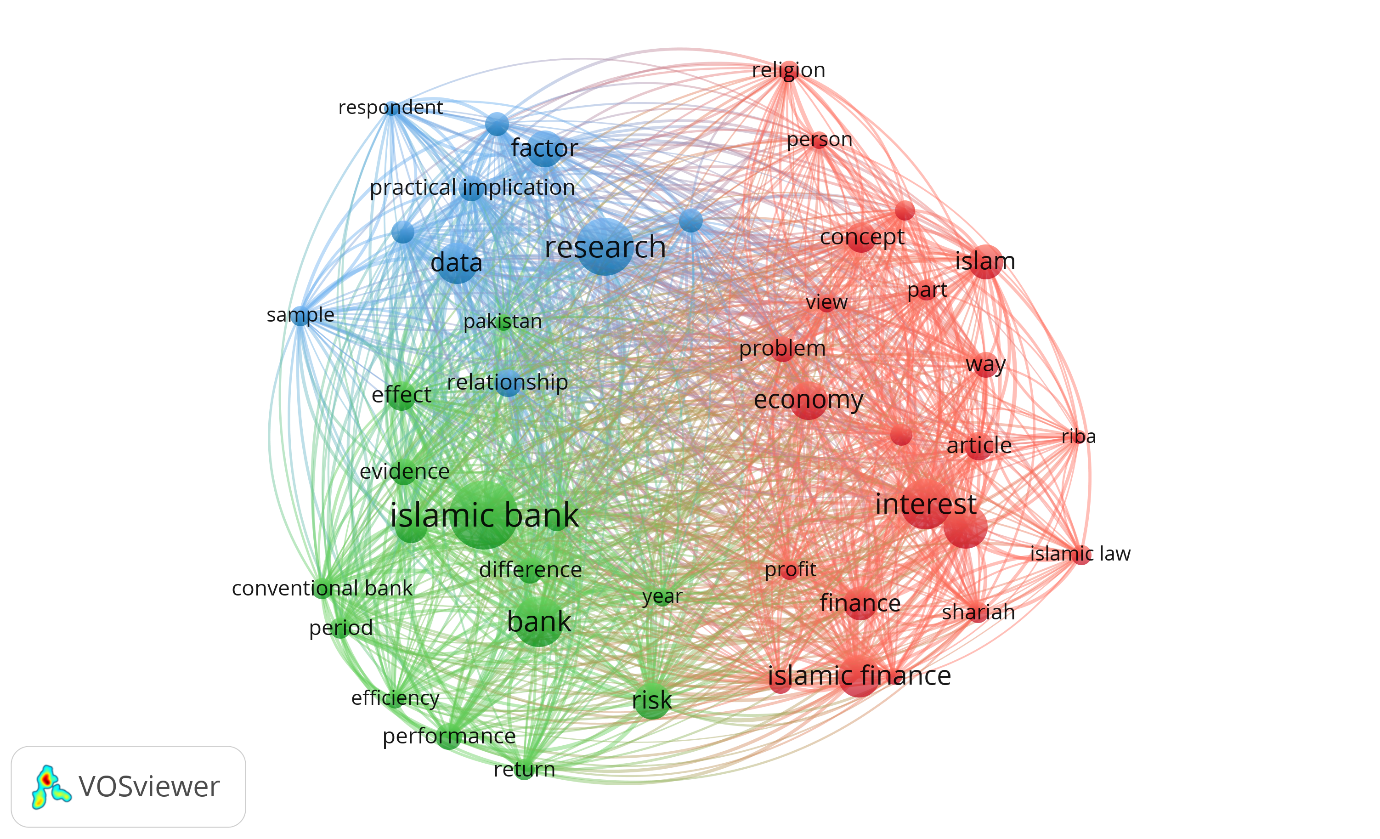 religion
respondent
person
factor
practical implication
concept
research
islam
data
part
view
sample
pakistan
problem
way
relationship
effect
economy
riba
article
evidence
interest
islamic bank
islamic law
difference
profit
conventional bank
year
finance
shariah
bank
period
islamic finance
efficiency
risk
performance
return
VOSviewer